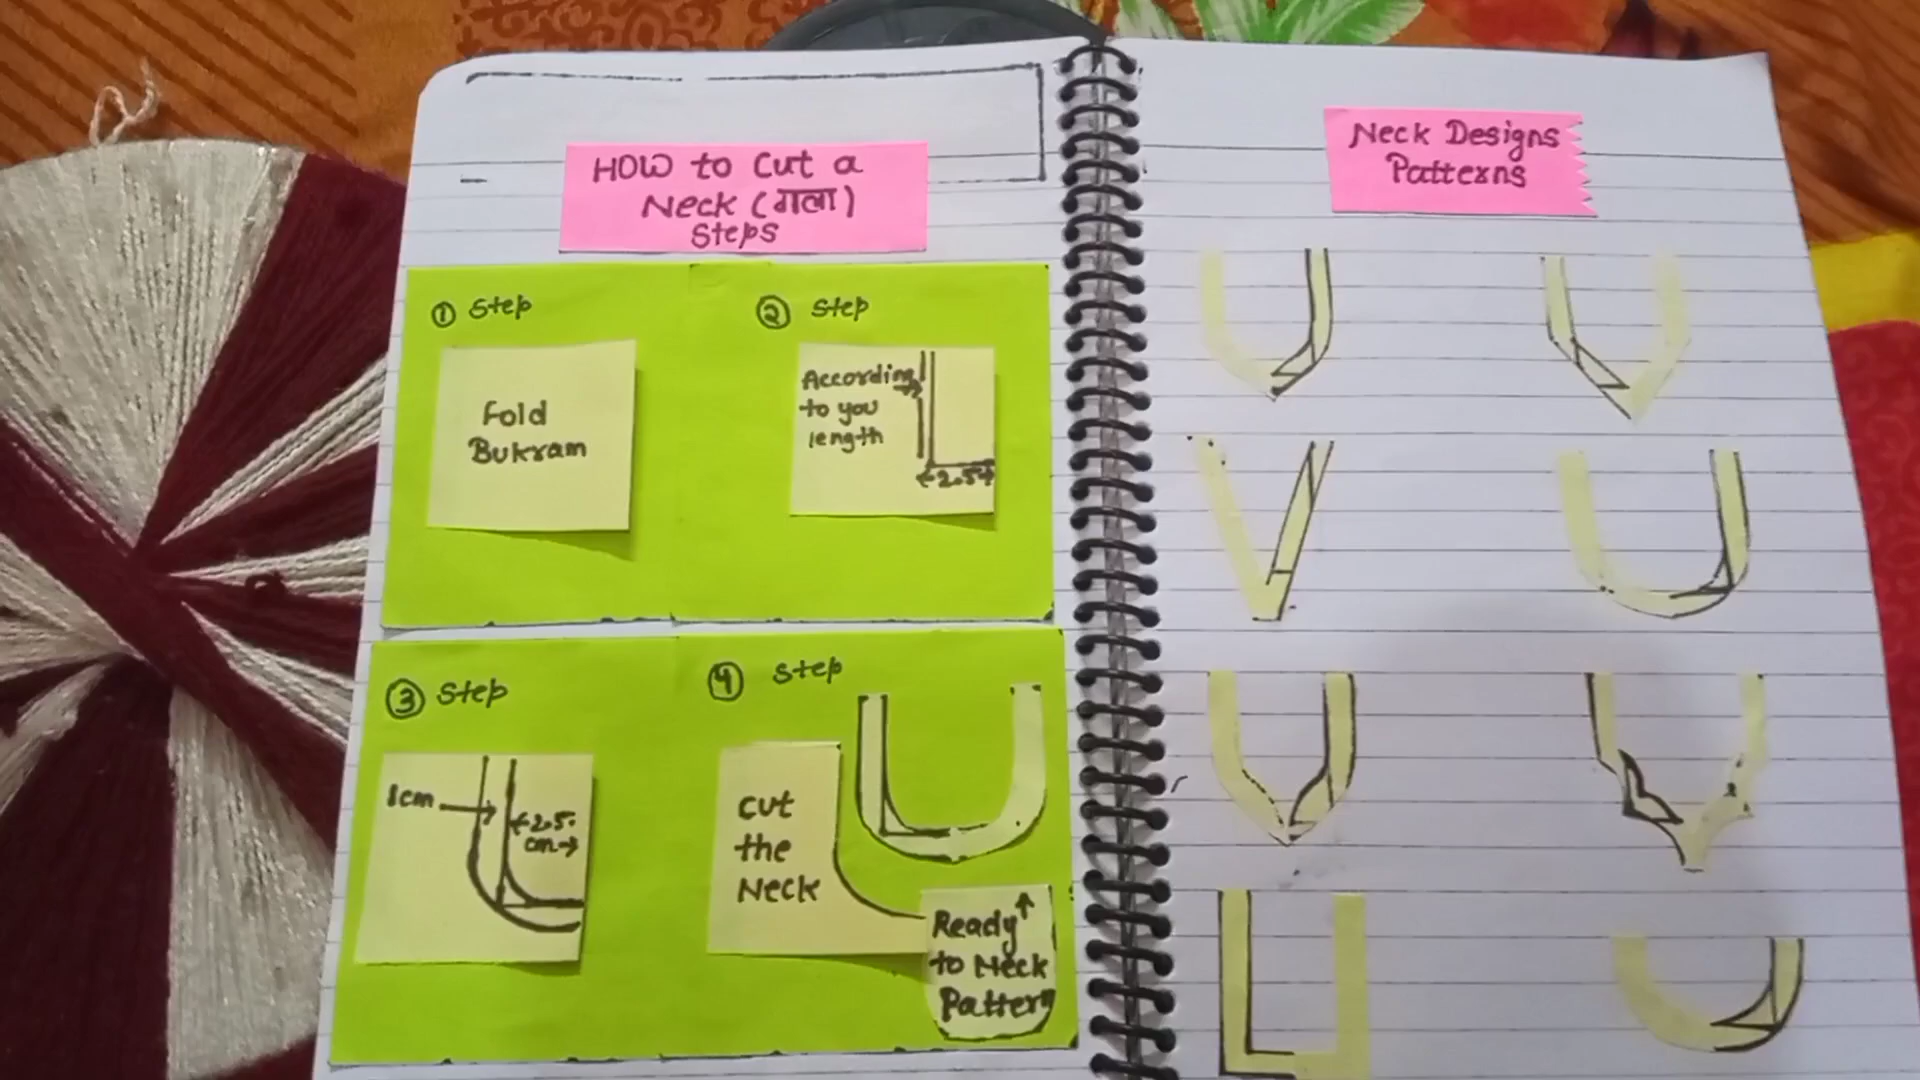 HOW to Cut a
Neck (गला)
Steps
① Step
Fold
Bukram
② Step
According
to you
length
2.5
③ Step
1cm
2.5
cm
④ Step
Cut
the
Neck
Ready
to Neck
Pattern
Neck Designs
Patterns